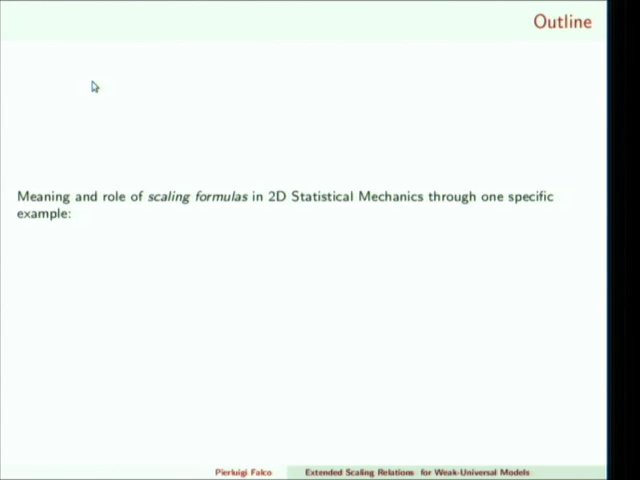 Outline
Meaning and role of scaling formulas in 2D Statistical Mechanics through one specific
example:
Pierluigi Falco Extended Scaling Relations for Weak-Universal Models